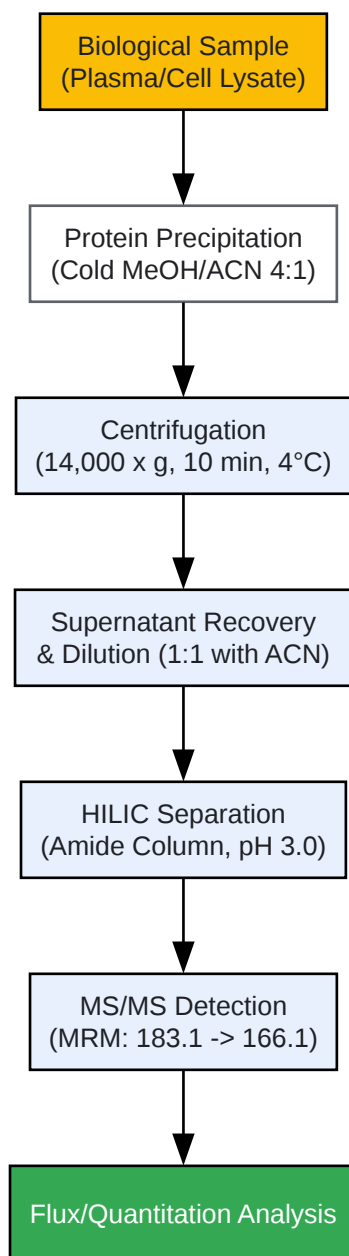 Biological Sample
(Plasma/Cell Lysate)
Protein Precipitation
(Cold MeOH/ACN 4:1)
Centrifugation
(14,000 x g, 10 min, 4°C)
Supernatant Recovery
& Dilution (1:1 with ACN)
HILIC Separation
(Amide Column, pH 3.0)
MS/MS Detection
(MRM: 183.1 -> 166.1)
Flux/Quantitation Analysis